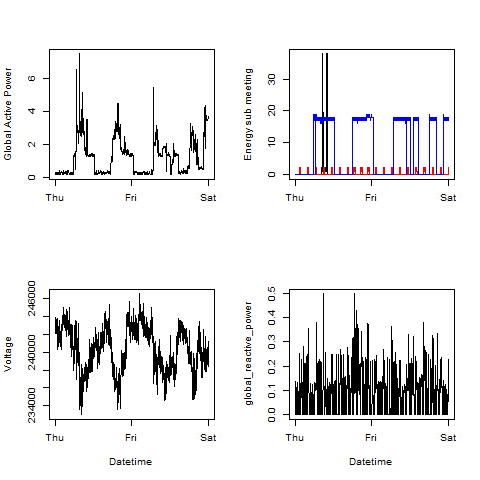 Global Active Power
0 2 4 6
Thu Fri Sat
Energy sub meeting
0 10 20 30
Thu Fri Sat
Voltage
234000 240000 246000
Thu Fri Sat
Datetime
global_reactive_power
0.0 0.1 0.2 0.3 0.4 0.5
Thu Fri Sat
Datetime